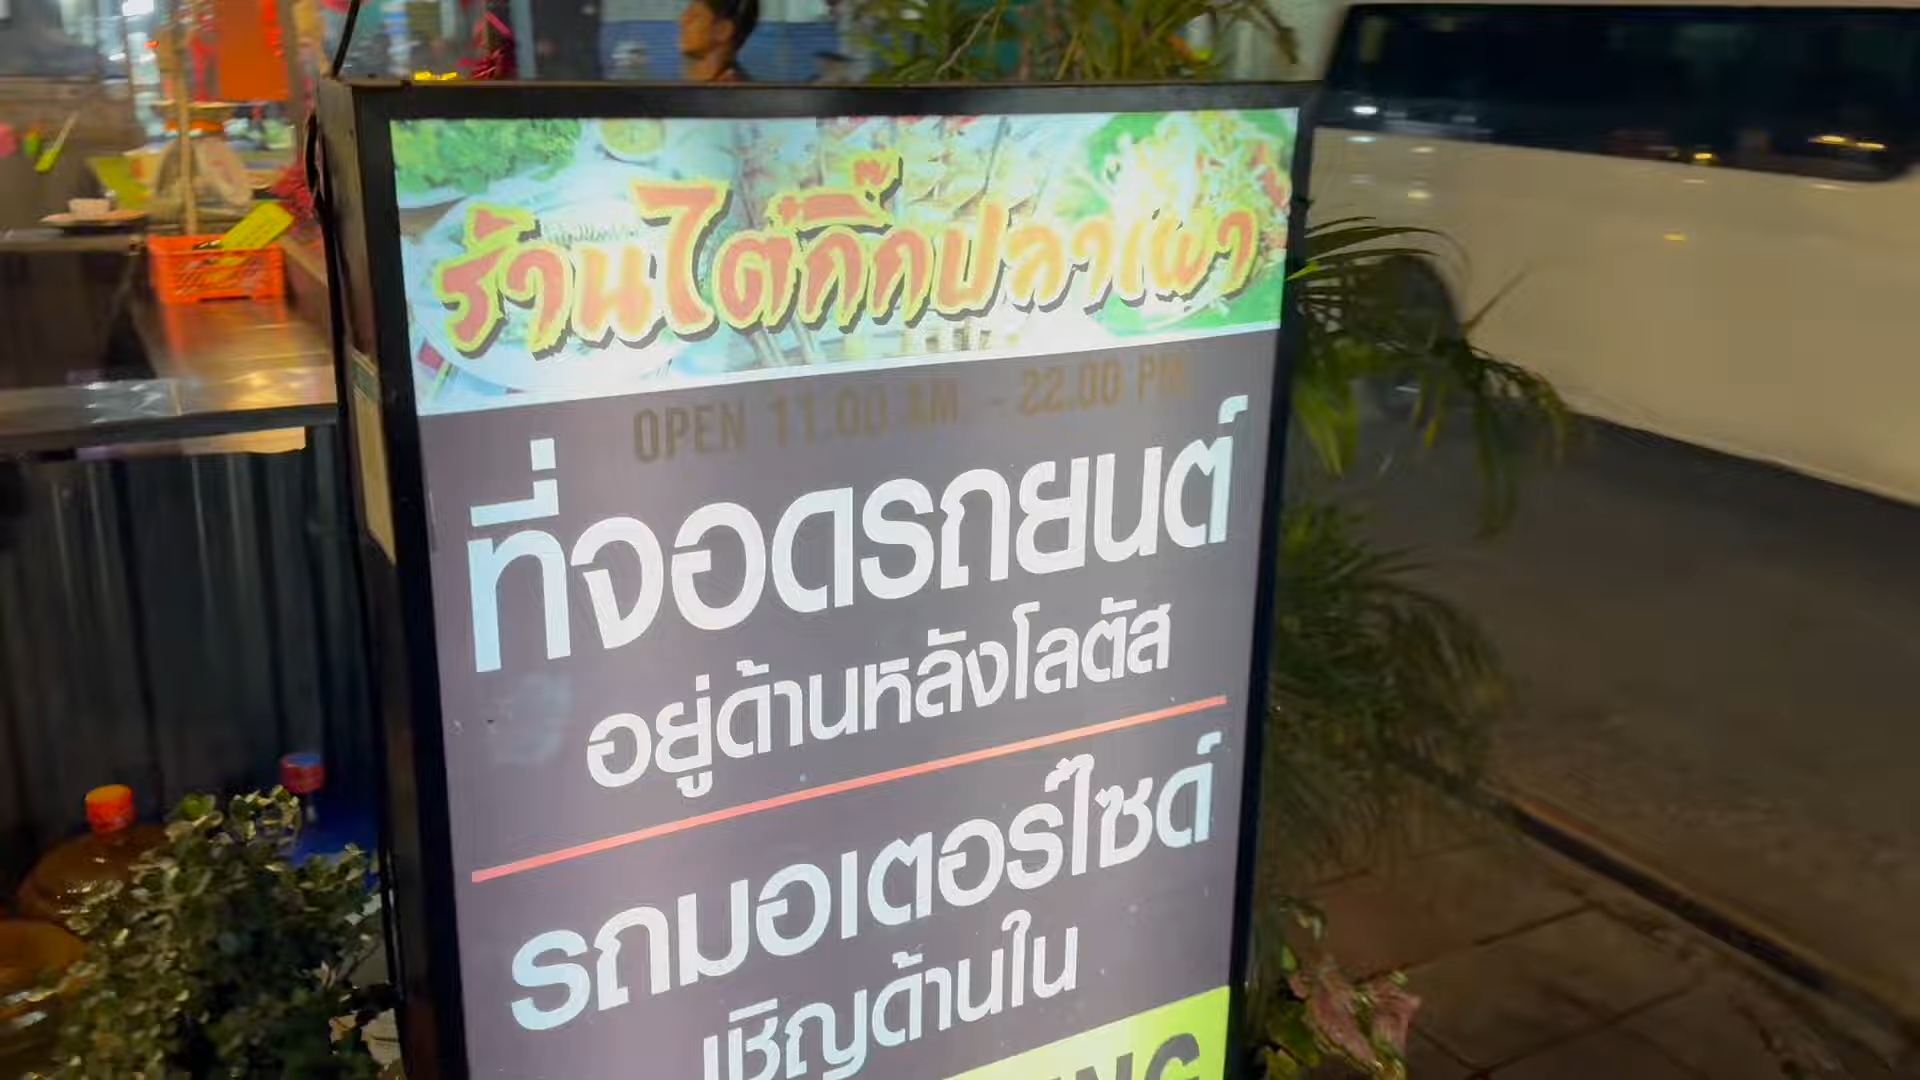 ร้านไต๋กิ๊กปลาเผา
OPEN 11.00 AM - 22.00 PM
ที่จอดรถยนต์
อยู่ด้านหลังโลตัส
รถมอเตอร์ไซด์
เชิญด้านใน